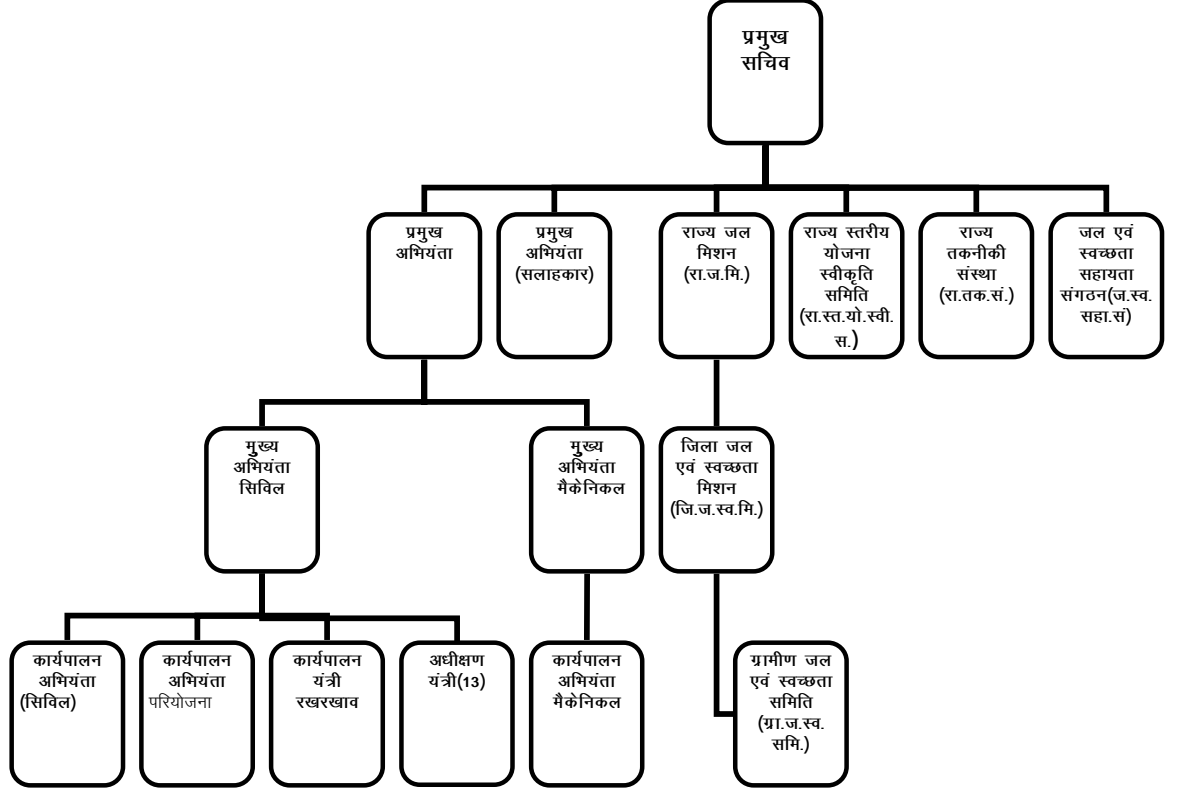 प्रमुख
सचिव
प्रमुख
अभियंता
प्रमुख
अभियंता
(सलाहकार)
राज्य जल
मिशन
(रा.ज.मि.)
राज्य स्तरीय
योजना
स्वीकृति
समिति
(रा.स्त.यो.स्वी.
स.)
राज्य
तकनीकी
संस्था
(रा.तक.सं.)
जल एवं
स्वच्छता
सहायता
संगठन(ज.स्व.
सहा.सं)
मुख्य
अभियंता
सिविल
मुख्य
अभियंता
मैकेनिकल
जिला जल
एवं स्वच्छता
मिशन
(जि.ज.स्व.मि.)
कार्यपालन
अभियंता
(सिविल)
कार्यपालन
अभियंता
परियोजना
कार्यपालन
यंत्री
रखरखाव
अधीक्षण
यंत्री(13)
कार्यपालन
अभियंता
मैकेनिकल
ग्रामीण जल
एवं स्वच्छता
समिति
(ग्रा.ज.स्व.
समि.)